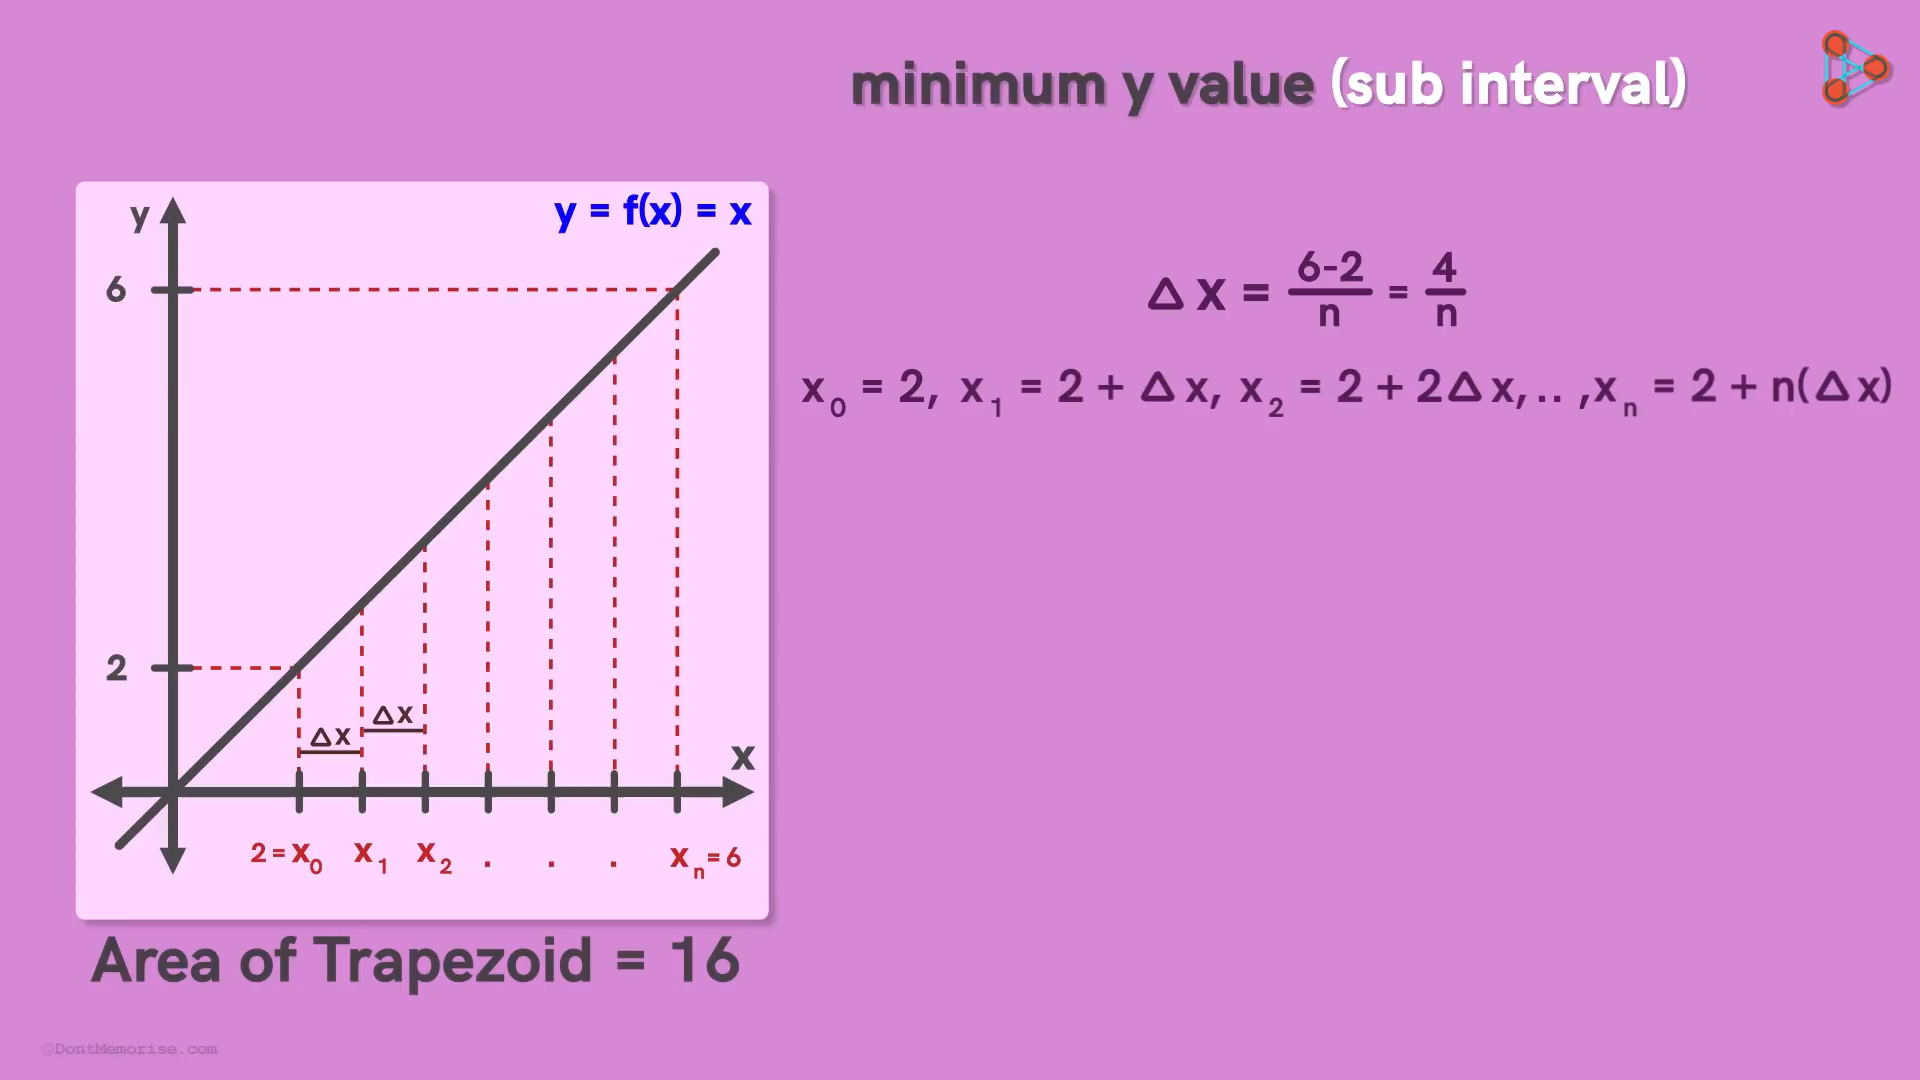 minimum y value (sub interval)
y
y = f(x) = x
6
2
Δx
Δx
x
2 = x₀ x₁ x₂ . . . xₙ = 6
Area of Trapezoid = 16
Δx = 6-2/n = 4/n
x₀ = 2, x₁ = 2 + Δx, x₂ = 2 + 2Δx, .. ,xₙ = 2 + n(Δx)
©DontMemorise.com